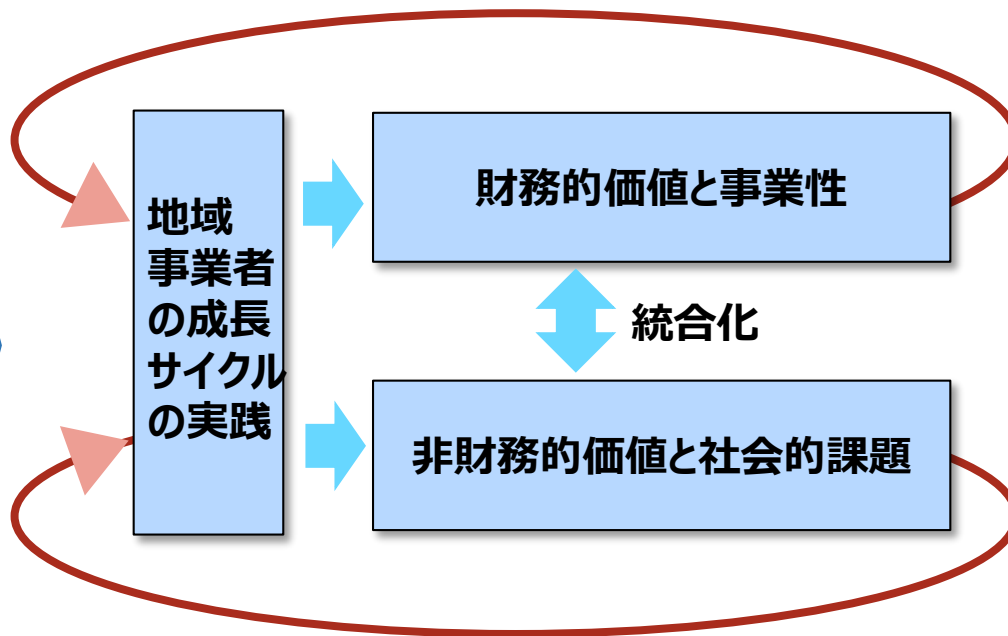 地域
事業者
の成長
サイクル
の実践
財務的価値と事業性
統合化
非財務的価値と社会的課題